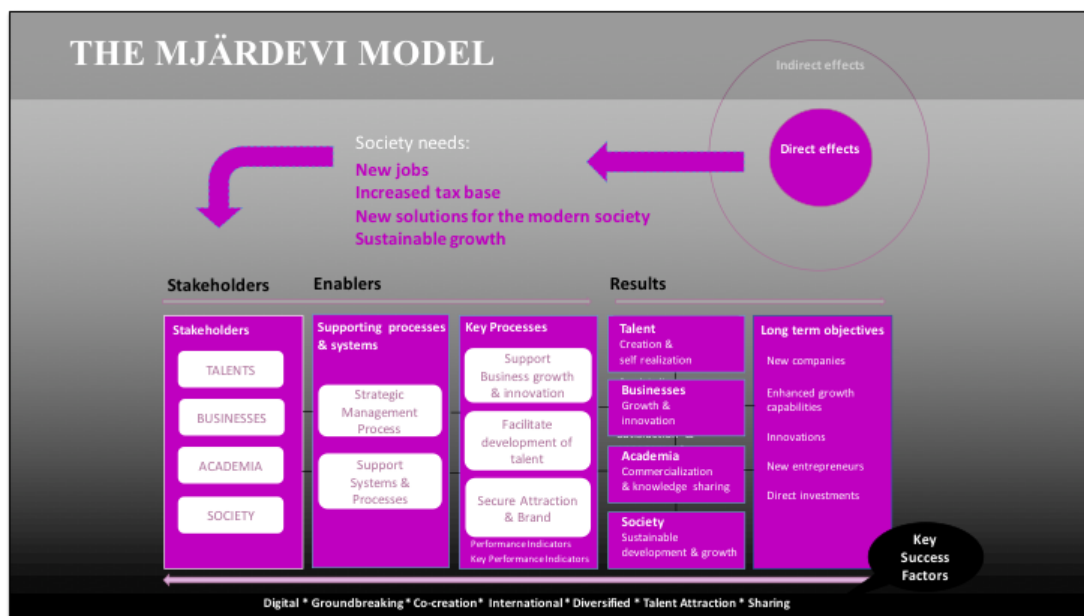 THE MJÄRDEVI MODEL
Indirect effects
Direct effects
Society needs:
New jobs
Increased tax base
New solutions for the modern society
Sustainable growth
Stakeholders
Enablers
Results
Stakeholders
TALENTS
BUSINESSES
ACADEMIA
SOCIETY
Supporting processes
& systems
Strategic
Management
Process
Support
Systems &
Processes
Key Processes
Support
Business growth
& innovation
Facilitate
development of
talent
Secure Attraction
& Brand
Performance Indicators
Key Performance Indicators
Talent
Creation &
self realization
Businesses
Growth &
innovation
Academia
Commercialization
& knowledge sharing
Society
Sustainable
development & growth
Long term objectives
New companies
Enhanced growth
capabilities
Innovations
New entrepreneurs
Direct investments
Key
Success
Factors
Digital * Groundbreaking * Co-creation* International * Diversified * Talent Attraction * Sharing